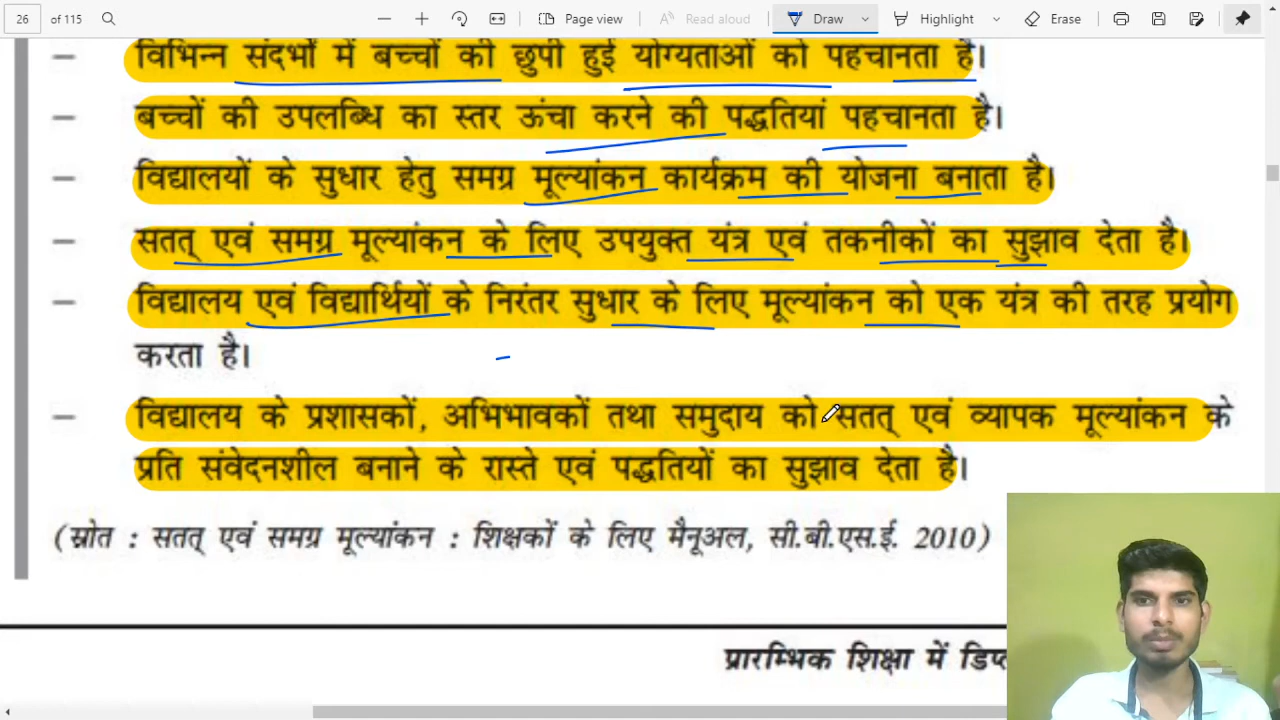 26 of 115 Page view Read aloud Draw Highlight Erase
विभिन्न संदर्भों में बच्चों की छुपी हुई योग्यताओं को पहचानता है।
– बच्चों की उपलब्धि का स्तर ऊंचा करने की पद्धतियां पहचानता है।
– विद्यालयों के सुधार हेतु समग्र मूल्यांकन कार्यक्रम की योजना बनाता है।
– सतत् एवं समग्र मूल्यांकन के लिए उपयुक्त यंत्र एवं तकनीकों का सुझाव देता है।
– विद्यालय एवं विद्यार्थियों के निरंतर सुधार के लिए मूल्यांकन को एक यंत्र की तरह प्रयोग
करता है।
– विद्यालय के प्रशासकों, अभिभावकों तथा समुदाय को सतत् एवं व्यापक मूल्यांकन के
प्रति संवेदनशील बनाने के रास्ते एवं पद्धतियों का सुझाव देता है।
(स्रोत : सतत् एवं समग्र मूल्यांकन : शिक्षकों के लिए मैनूअल, सी.बी.एस.ई. 2010)
प्रारम्भिक शिक्षा में